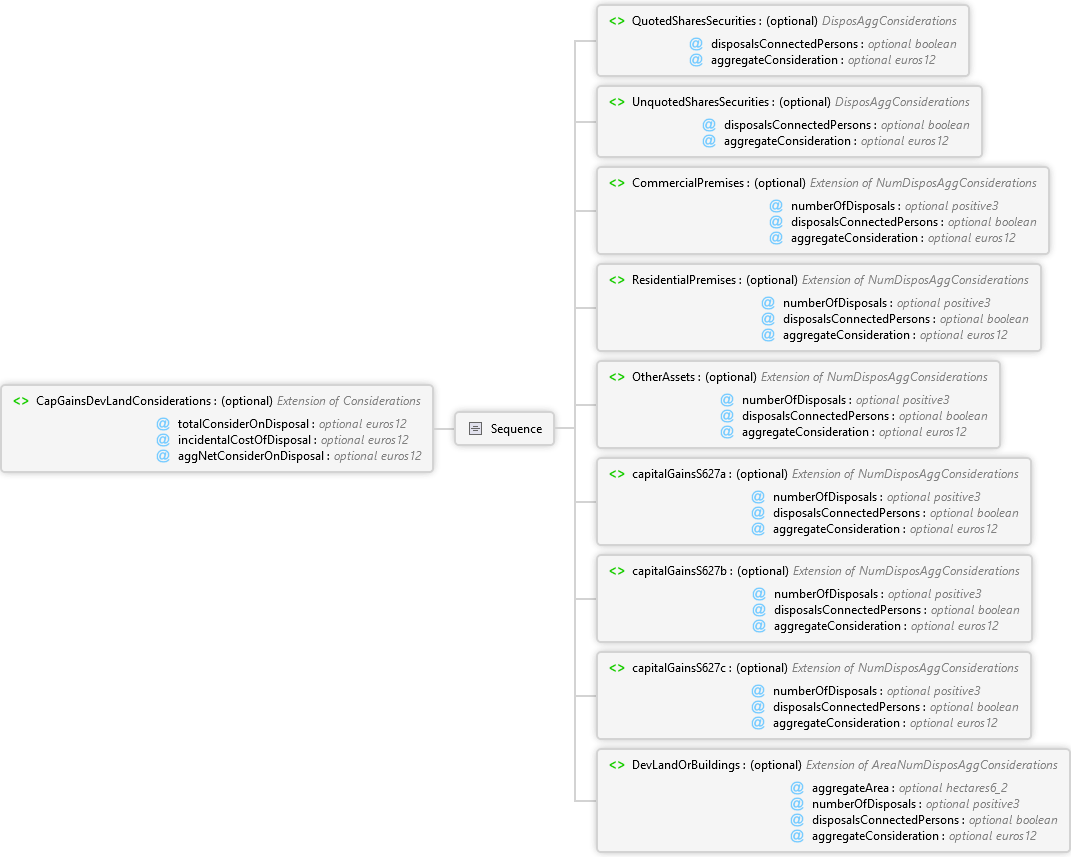 <> QuotedSharesSecurities : (optional) DisposAggConsiderations
@ disposalsConnectedPersons : optional boolean
@ aggregateConsideration : optional euros12
<> UnquotedSharesSecurities : (optional) DisposAggConsiderations
@ disposalsConnectedPersons : optional boolean
@ aggregateConsideration : optional euros12
<> CommercialPremises : (optional) Extension of NumDisposAggConsiderations
@ numberOfDisposals : optional positive3
@ disposalsConnectedPersons : optional boolean
@ aggregateConsideration : optional euros12
<> ResidentialPremises : (optional) Extension of NumDisposAggConsiderations
@ numberOfDisposals : optional positive3
@ disposalsConnectedPersons : optional boolean
@ aggregateConsideration : optional euros12
<> OtherAssets : (optional) Extension of NumDisposAggConsiderations
@ numberOfDisposals : optional positive3
@ disposalsConnectedPersons : optional boolean
@ aggregateConsideration : optional euros12
<> CapGainsDevLandConsiderations : (optional) Extension of Considerations
@ totalConsiderOnDisposal : optional euros12
@ incidentalCostOfDisposal : optional euros12
@ aggNetConsiderOnDisposal : optional euros12
Sequence
<> capitalGainsS627a : (optional) Extension of NumDisposAggConsiderations
@ numberOfDisposals : optional positive3
@ disposalsConnectedPersons : optional boolean
@ aggregateConsideration : optional euros12
<> capitalGainsS627b : (optional) Extension of NumDisposAggConsiderations
@ numberOfDisposals : optional positive3
@ disposalsConnectedPersons : optional boolean
@ aggregateConsideration : optional euros12
<> capitalGainsS627c : (optional) Extension of NumDisposAggConsiderations
@ numberOfDisposals : optional positive3
@ disposalsConnectedPersons : optional boolean
@ aggregateConsideration : optional euros12
<> DevLandOrBuildings : (optional) Extension of AreaNumDisposAggConsiderations
@ aggregateArea : optional hectares6_2
@ numberOfDisposals : optional positive3
@ disposalsConnectedPersons : optional boolean
@ aggregateConsideration : optional euros12